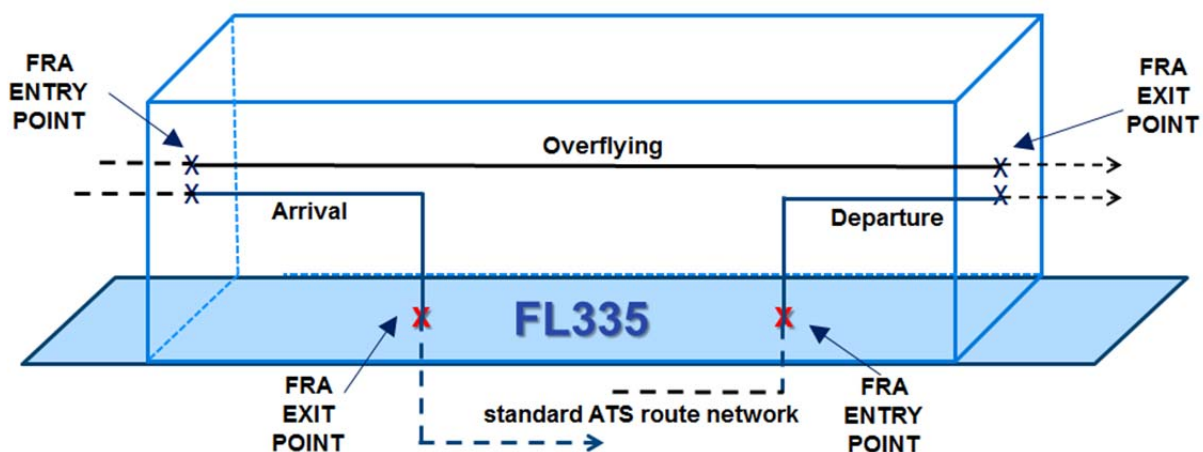 FRA
ENTRY
POINT
FRA
EXIT
POINT
X
Overflying
X
X
Arrival
X
Departure
X
FL335
X
FRA
EXIT
POINT
standard ATS route network
FRA
ENTRY
POINT